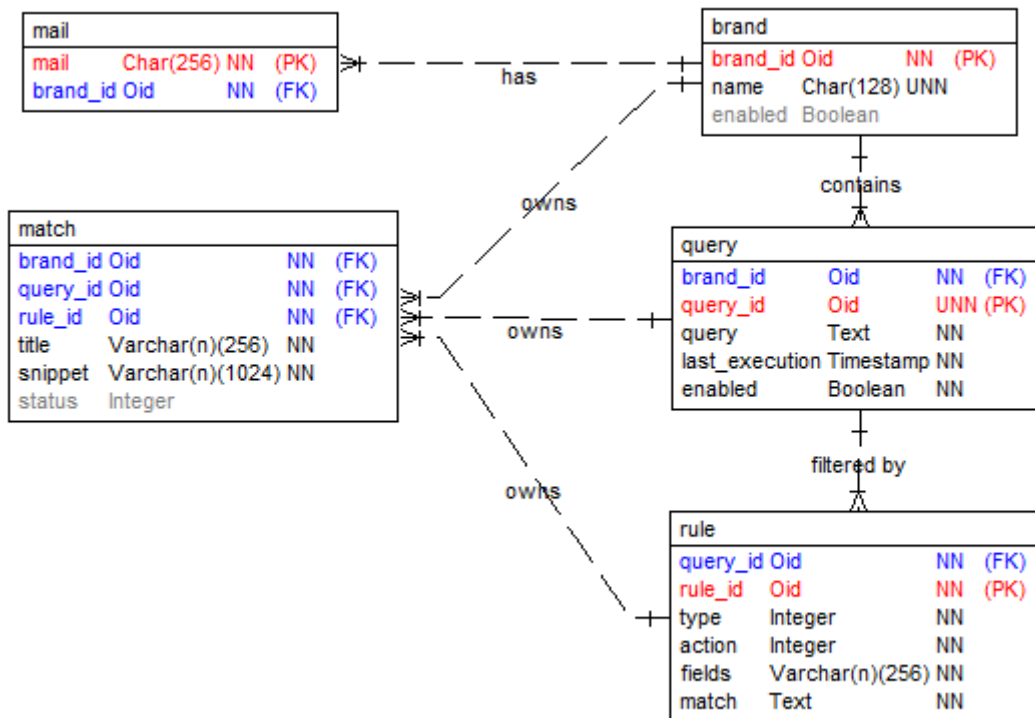 mail
mail Char(256) NN (PK)
brand_id Oid NN (FK)
has
brand
brand_id Oid NN (PK)
name Char(128) UNN
enabled Boolean
contains
owns
match
brand_id Oid NN (FK)
query_id Oid NN (FK)
rule_id Oid NN (FK)
title Varchar(n)(256) NN
snippet Varchar(n)(1024) NN
status Integer
owns
query
brand_id Oid NN (FK)
query_id Oid UNN (PK)
query Text NN
last_execution Timestamp NN
enabled Boolean NN
filtered by
owns
rule
query_id Oid NN (FK)
rule_id Oid NN (PK)
type Integer NN
action Integer NN
fields Varchar(n)(256) NN
match Text NN